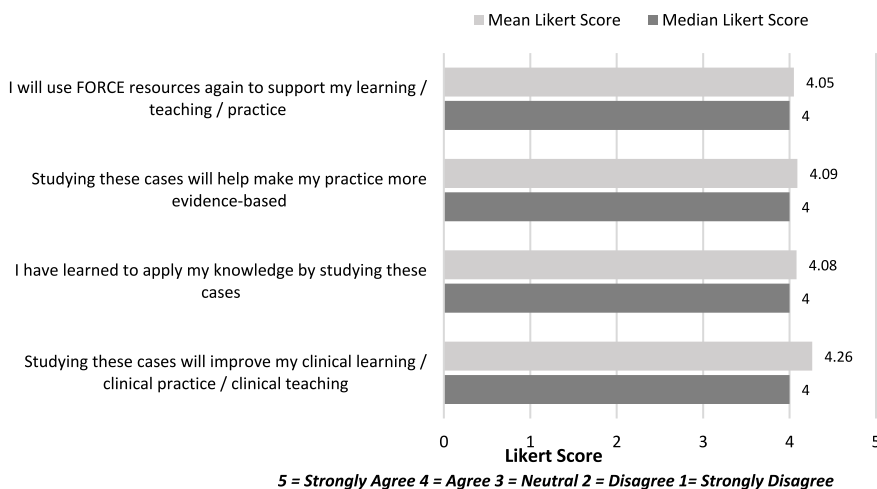 Mean Likert Score Median Likert Score
I will use FORCE resources again to support my learning /
teaching / practice
4.05
4
Studying these cases will help make my practice more
evidence-based
4.09
4
I have learned to apply my knowledge by studying these
cases
4.08
4
Studying these cases will improve my clinical learning /
clinical practice / clinical teaching
4.26
4
0 1 2 3 4 5
Likert Score
5 = Strongly Agree 4 = Agree 3 = Neutral 2 = Disagree 1= Strongly Disagree